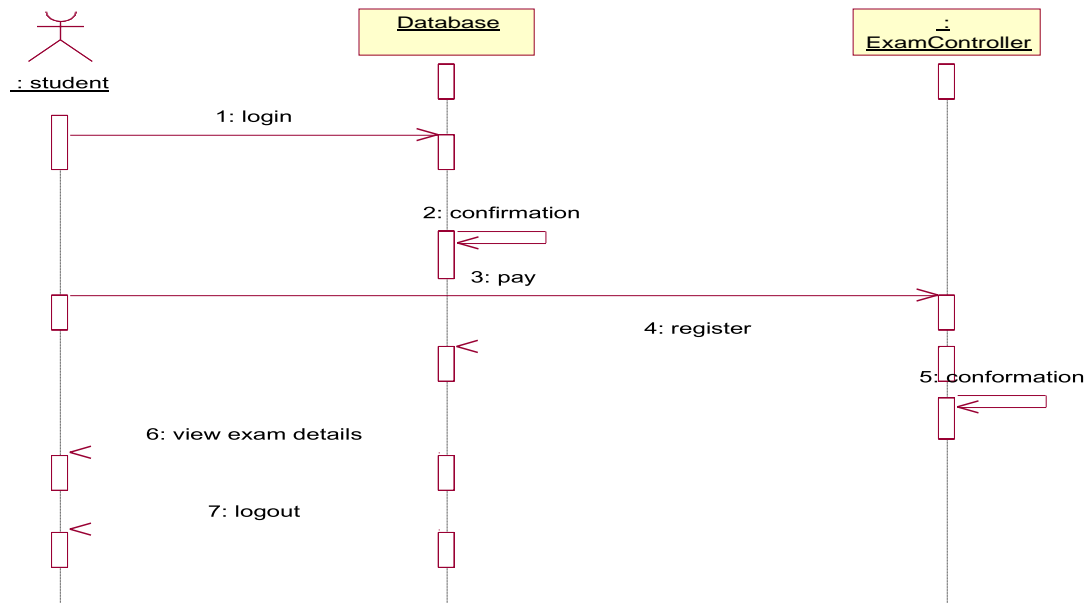 Database
:
ExamController
: student
1: login
2: confirmation
3: pay
4: register
5: conformation
6: view exam details
7: logout